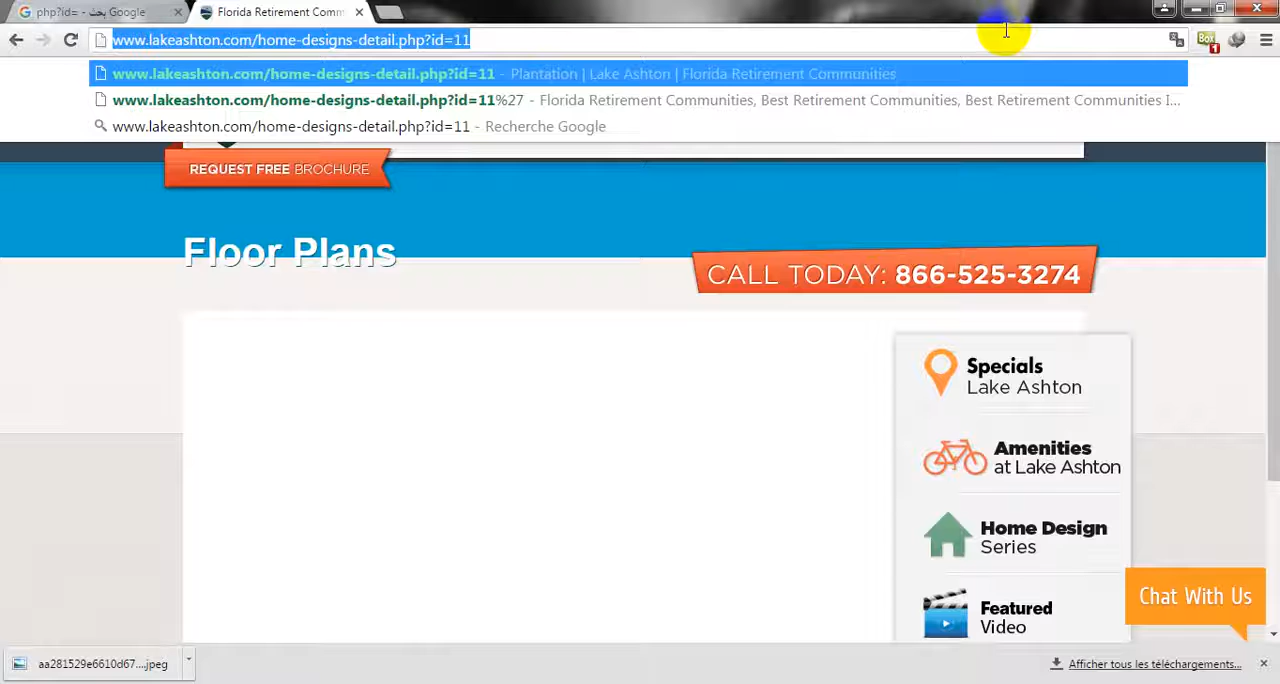 php?id= - بحث Google
Florida Retirement Comm
www.lakeashton.com/home-designs-detail.php?id=11
Box
1
www.lakeashton.com/home-designs-detail.php?id=11 - Plantation | Lake Ashton | Florida Retirement Communities
www.lakeashton.com/home-designs-detail.php?id=11%27 - Florida Retirement Communities, Best Retirement Communities, Best Retirement Communities I...
www.lakeashton.com/home-designs-detail.php?id=11 - Recherche Google
REQUEST FREE BROCHURE
Floor Plans
CALL TODAY: 866-525-3274
Specials
Lake Ashton
Amenities
at Lake Ashton
Home Design
Series
Featured
Video
Chat With Us
aa281529e6610d67....jpeg
Afficher tous les téléchargements...